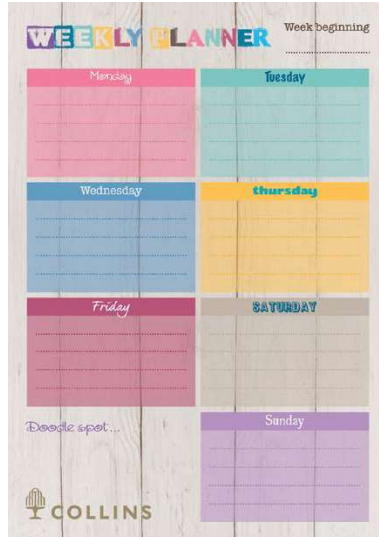 WEEKLY PLANNER
Week beginning
Monday
Tuesday
Wednesday
thursday
Friday
SATURDAY
Doodle spot...
Sunday
COLLINS